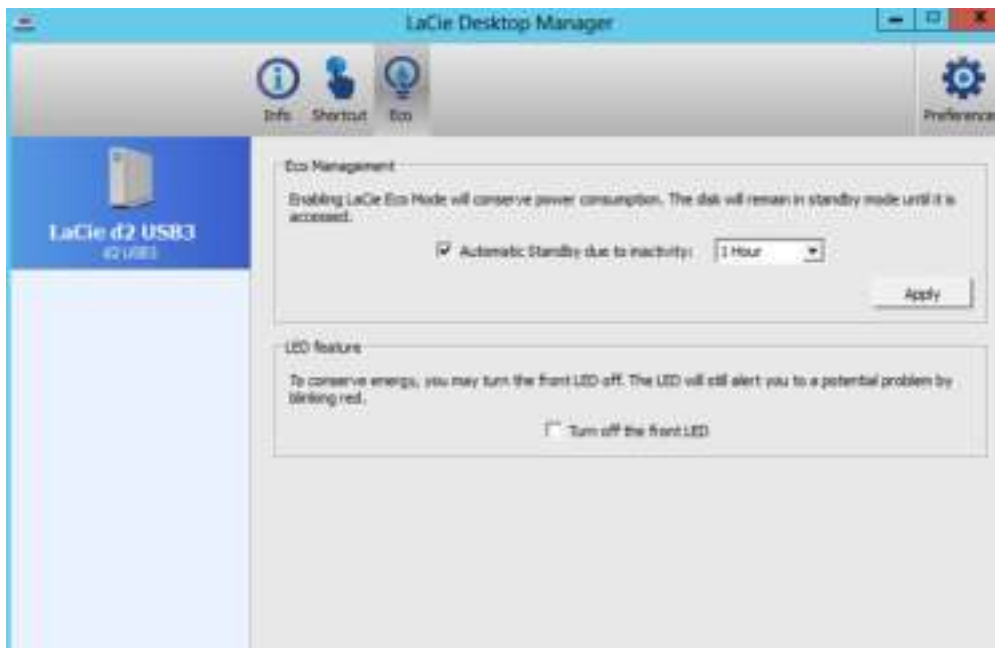 LaCie Desktop Manager
Info Shortcut Eco Preference
LaCie d2 USB3
d2 USB3
Eco Management
Enabling LaCie Eco Mode will conserve power consumption. The disk will remain in standby mode until it is
accessed.
Automatic Standby due to inactivity: 1 Hour
Apply
LED feature
To conserve energy, you may turn the front LED off. The LED will still alert you to a potential problem by
blinking red.
Turn off the front LED